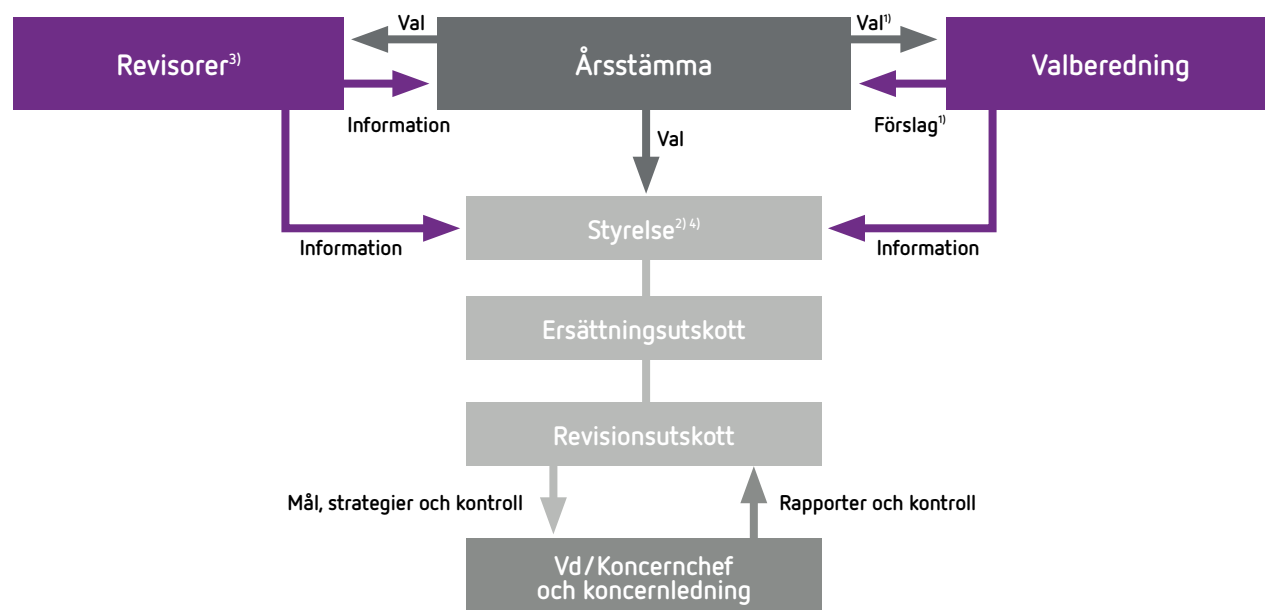 Val
Val¹⁾
Revisorer³⁾
Årsstämma
Valberedning
Information
Förslag¹⁾
Val
Styrelse²⁾ ⁴⁾
Information
Information
Ersättningsutskott
Revisionsutskott
Mål, strategier och kontroll
Rapporter och kontroll
Vd/Koncernchef
och koncernledning